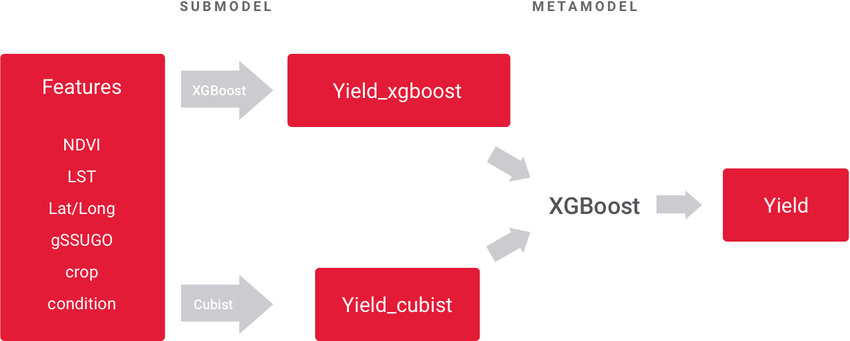 SUBMODEL
METAMODEL
Features
NDVI
LST
Lat/Long
gSSUGO
crop
condition
XGBoost
Yield_xgboost
Cubist
Yield_cubist
XGBoost
Yield